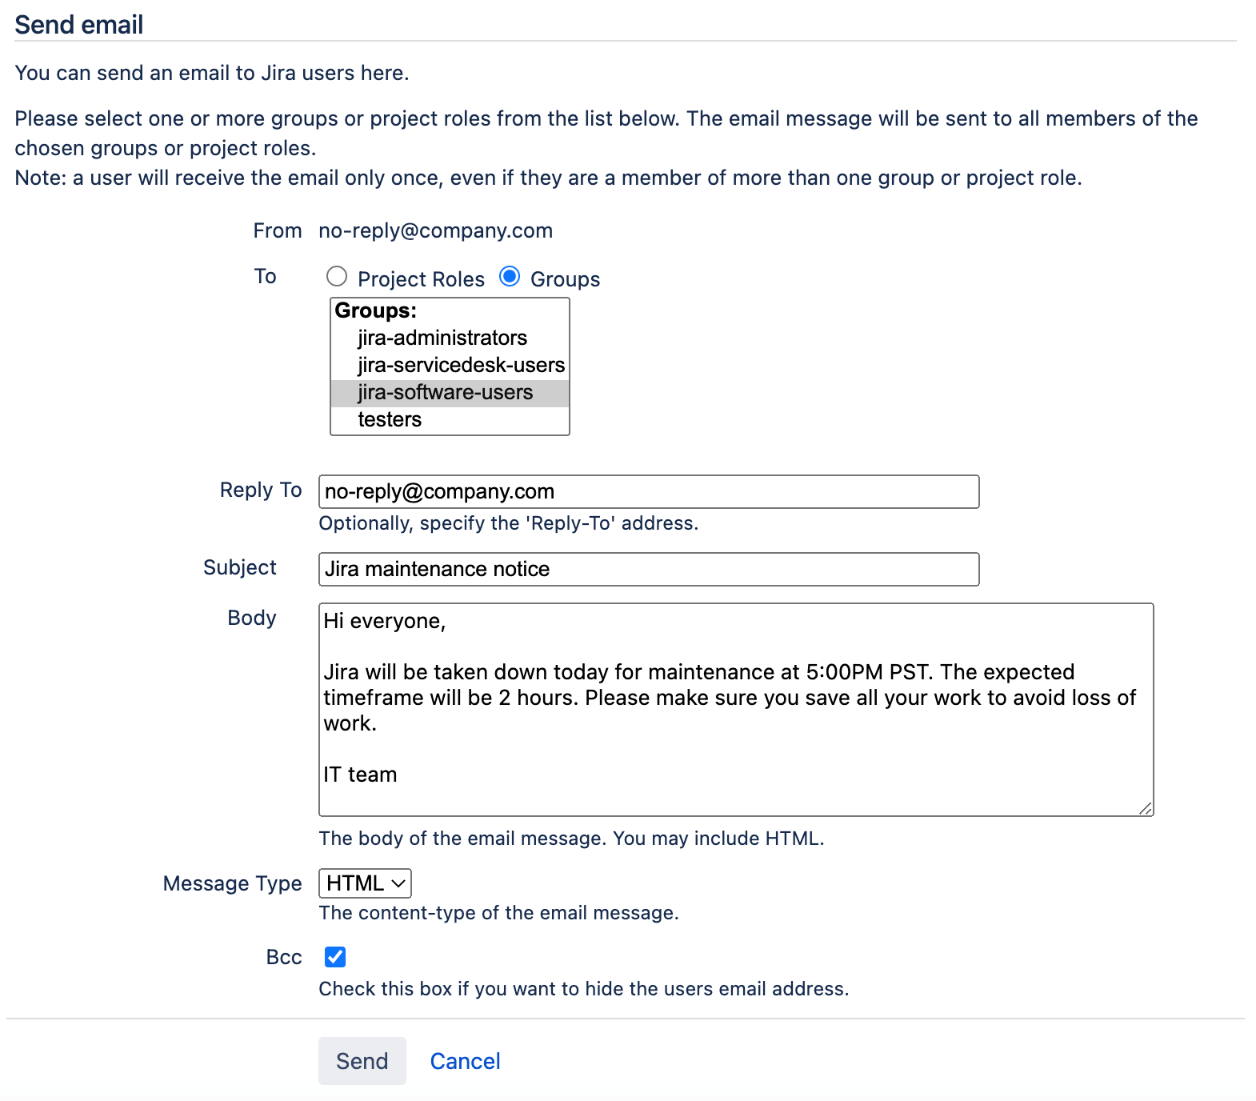 Send email
You can send an email to Jira users here.
Please select one or more groups or project roles from the list below. The email message will be sent to all members of the
chosen groups or project roles.
Note: a user will receive the email only once, even if they are a member of more than one group or project role.
From no-reply@company.com
To Project Roles Groups
Groups:
jira-administrators
jira-servicedesk-users
jira-software-users
testers
Reply To no-reply@company.com
Optionally, specify the 'Reply-To' address.
Subject Jira maintenance notice
Body Hi everyone,
Jira will be taken down today for maintenance at 5:00PM PST. The expected
timeframe will be 2 hours. Please make sure you save all your work to avoid loss of
work.
IT team
The body of the email message. You may include HTML.
Message Type HTML
The content-type of the email message.
Bcc
Check this box if you want to hide the users email address.
Send Cancel